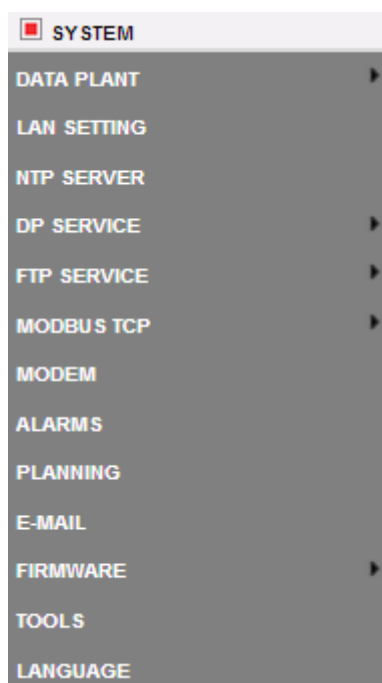 SYSTEM
DATA PLANT
LAN SETTING
NTP SERVER
DP SERVICE
FTP SERVICE
MODBUS TCP
MODEM
ALARMS
PLANNING
E-MAIL
FIRMWARE
TOOLS
LANGUAGE